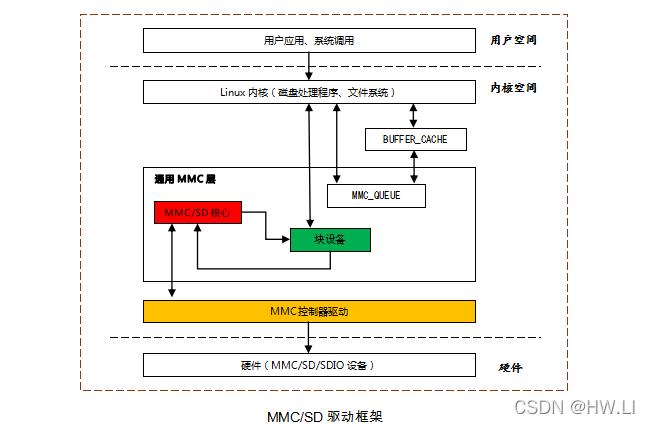 用户应用、系统调用
用户空间
Linux 内核（磁盘处理程序、文件系统）
内核空间
BUFFER_CACHE
通用 MMC 层
MMC_QUEUE
MMC/SD 核心
块设备
MMC控制器驱动
硬件（MMC/SD/SDIO 设备）
硬件
MMC/SD 驱动框架
CSDN @HW.LI